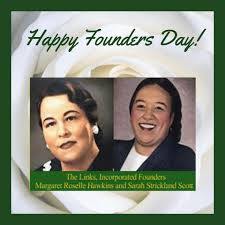 Happy Founders Day!
The Links, Incorporated Founders
Margaret Roselle Hawkins and Sarah Strickland Scott